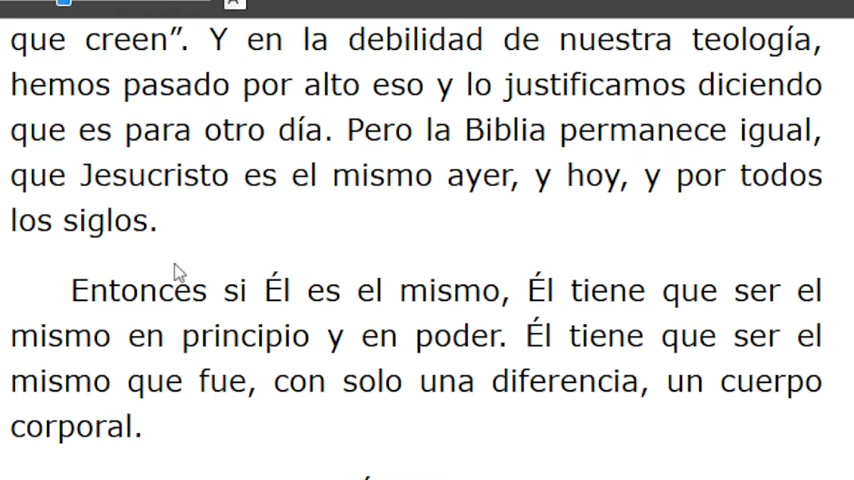 que creen”. Y en la debilidad de nuestra teología,
hemos pasado por alto eso y lo justificamos diciendo
que es para otro día. Pero la Biblia permanece igual,
que Jesucristo es el mismo ayer, y hoy, y por todos
los siglos.
Entonces si Él es el mismo, Él tiene que ser el
mismo en principio y en poder. Él tiene que ser el
mismo que fue, con solo una diferencia, un cuerpo
corporal.